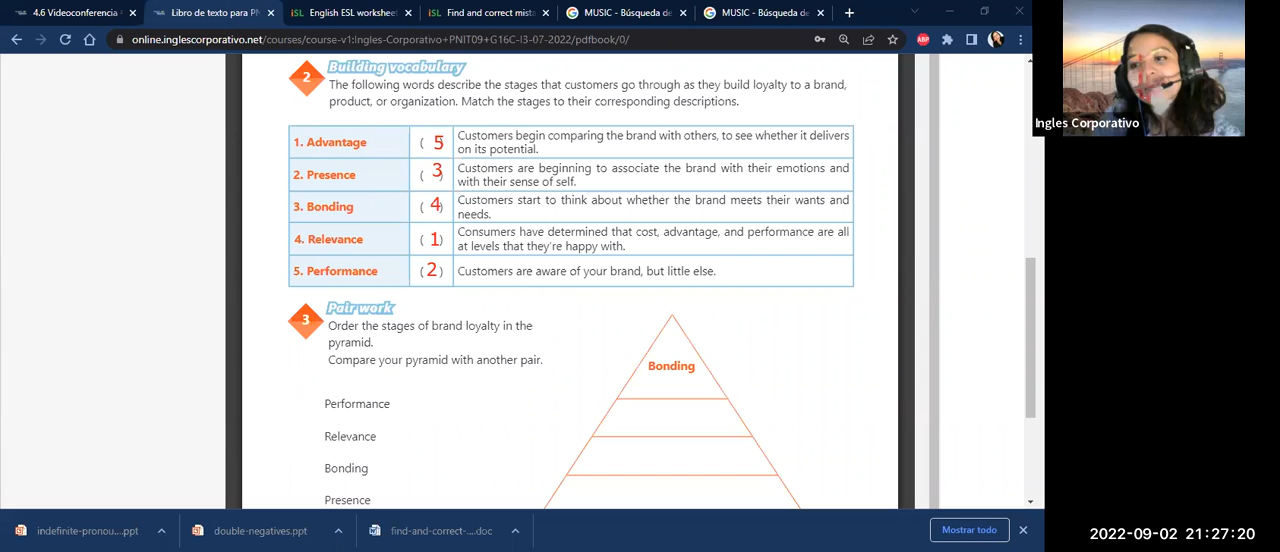 4.6 Videoconferencia
Libro de texto para PN
English ESL worksheet
Find and correct mista
MUSIC - Búsqueda de
MUSIC - Búsqueda de
online.inglescorporativo.net/courses/course-v1:Ingles-Corporativo+PNIT09+G16C-I3-07-2022/pdfbook/0/
ABP
2
Building vocabulary
The following words describe the stages that customers go through as they build loyalty to a brand,
product, or organization. Match the stages to their corresponding descriptions.
1. Advantage ( 5 Customers begin comparing the brand with others, to see whether it delivers
on its potential.
2. Presence ( 3) Customers are beginning to associate the brand with their emotions and
with their sense of self.
3. Bonding ( 4) Customers start to think about whether the brand meets their wants and
needs.
4. Relevance ( 1) Consumers have determined that cost, advantage, and performance are all
at levels that they're happy with.
5. Performance ( 2 ) Customers are aware of your brand, but little else.
3
Pair work
Order the stages of brand loyalty in the
pyramid.
Compare your pyramid with another pair.
Performance
Relevance
Bonding
Presence
Bonding
Ingles Corporativo
indefinite-pronou....ppt
double-negatives.ppt
find-and-correct-....doc
Mostrar todo
2022-09-02 21:27:20